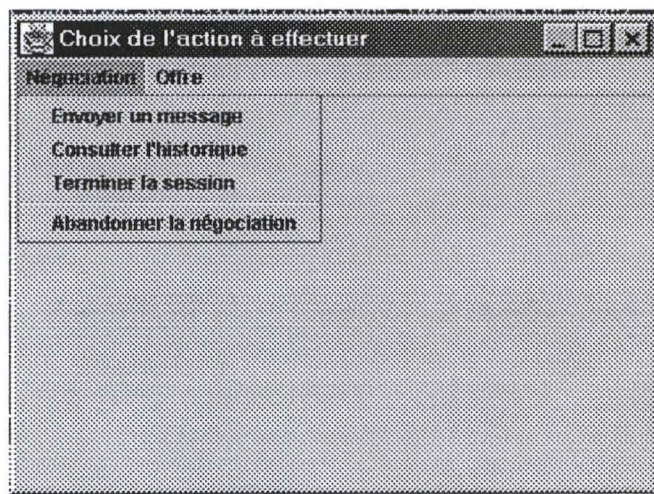 Choix de l'action à effectuer
Négociation Offre
Envoyer un message
Consulter l'historique
Terminer la session
Abandonner la négociation